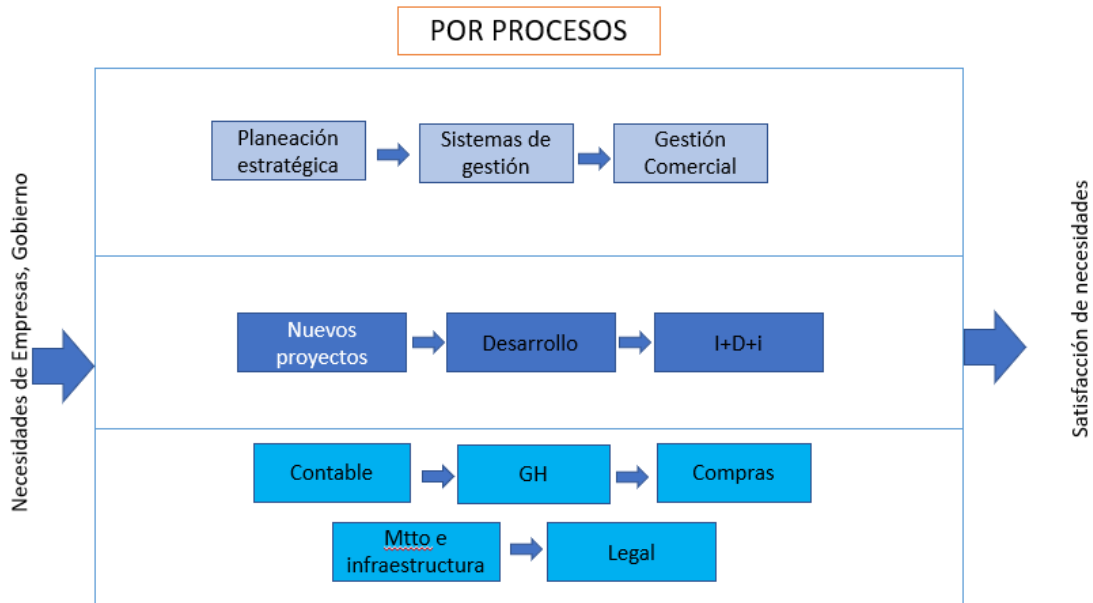 POR PROCESOS
Necesidades de Empresas, Gobierno
Planeación
estratégica
Sistemas de
gestión
Gestión
Comercial
Nuevos
proyectos
Desarrollo
I+D+i
Contable
GH
Compras
Mtto e
infraestructura
Legal
Satisfacción de necesidades